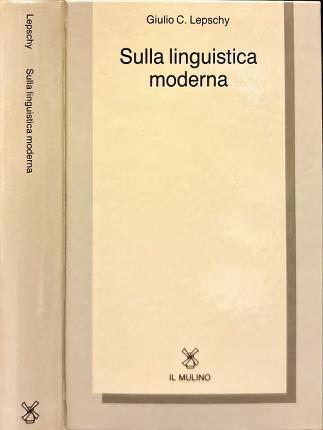 Lepschy
Sulla linguistica moderna
Giulio C. Lepschy
Sulla linguistica
moderna
IL MULINO